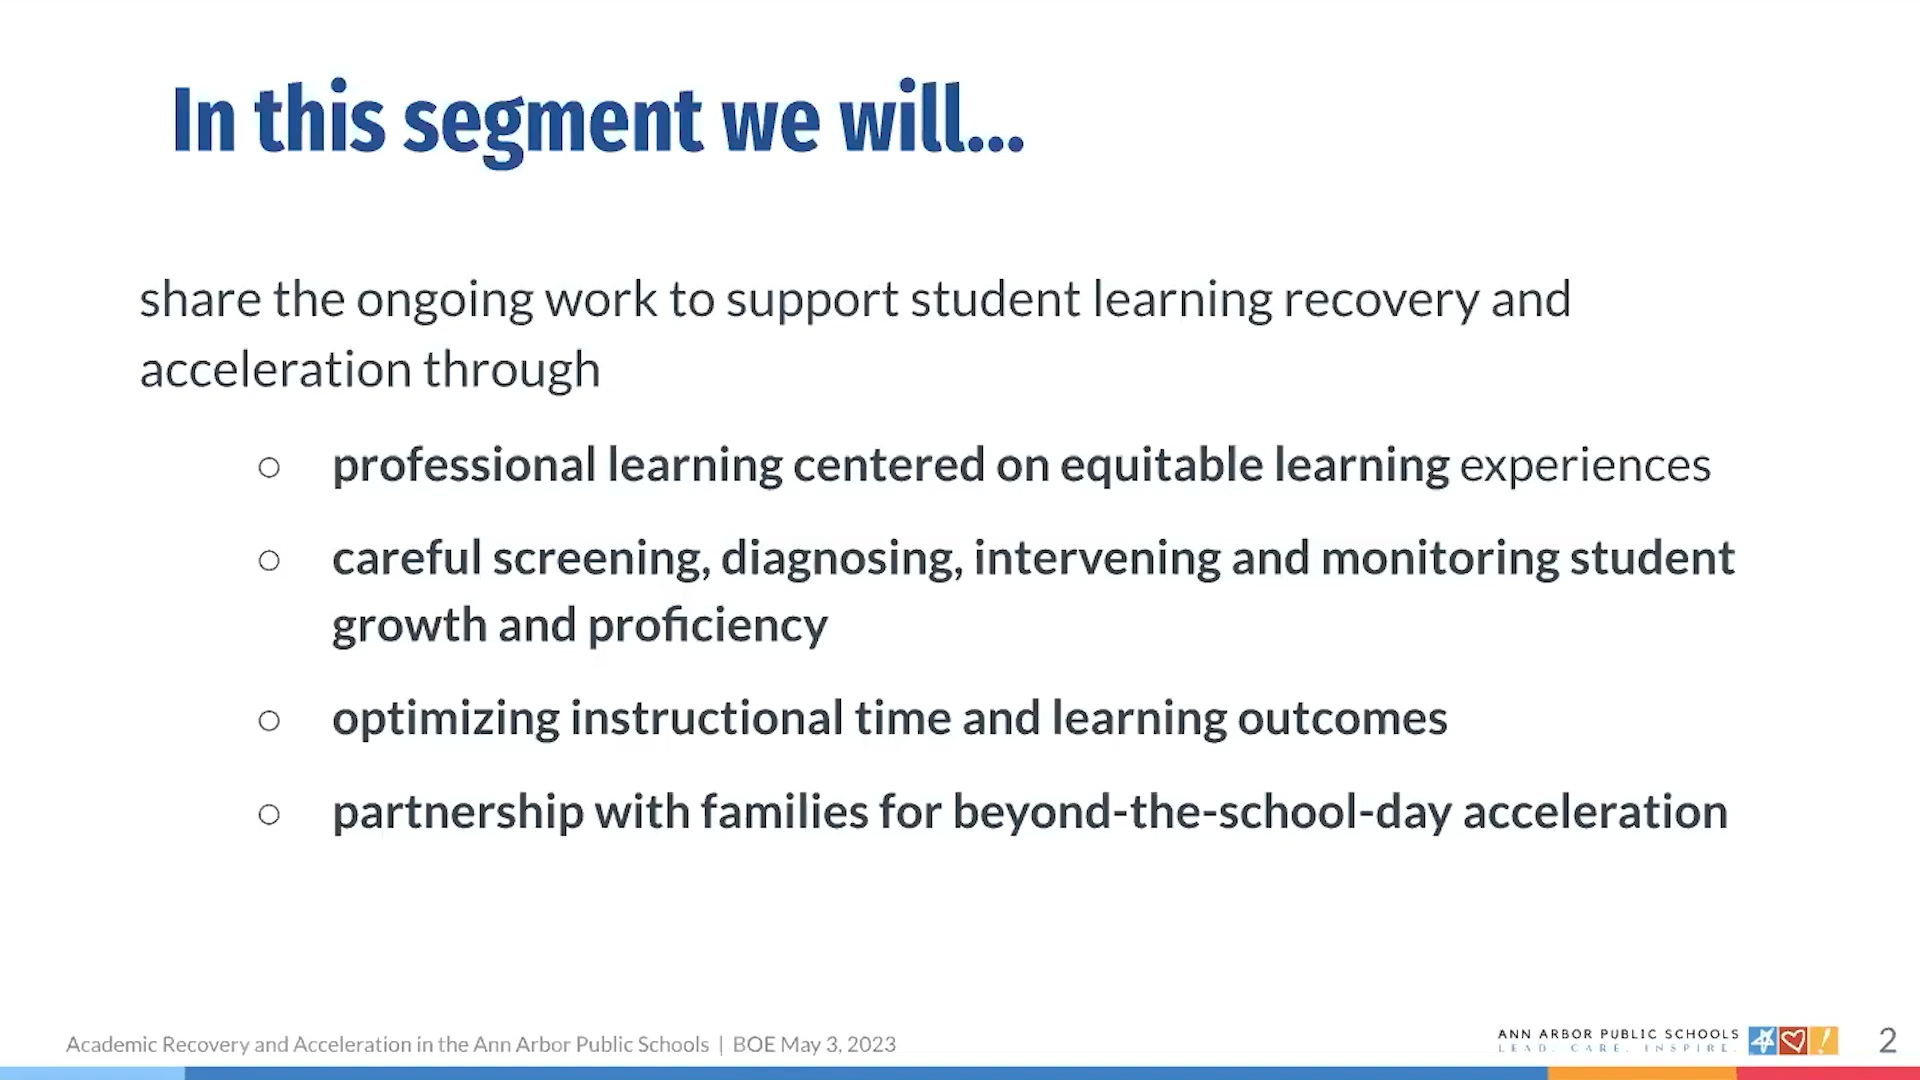 In this segment we will...
share the ongoing work to support student learning recovery and
acceleration through
○ professional learning centered on equitable learning experiences
○ careful screening, diagnosing, intervening and monitoring student
growth and proficiency
○ optimizing instructional time and learning outcomes
○ partnership with families for beyond-the-school-day acceleration
Academic Recovery and Acceleration in the Ann Arbor Public Schools | BOE May 3, 2023
ANN ARBOR PUBLIC SCHOOLS
LEAD. CARE. INSPIRE.
2